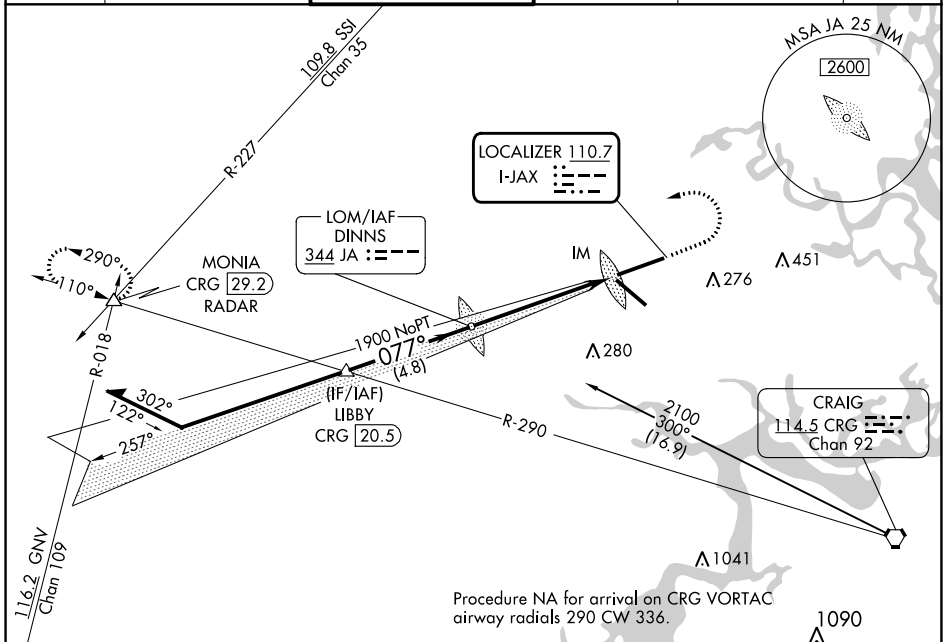 109.8 SSI
Chan 35
MSA JA 25 NM
2600
R-227
LOCALIZER 110.7
I-JAX
LOM/IAF
DINNS
344 JA
IM
290°
110°
MONIA
CRG 29.2
RADAR
451
276
1900 NoPT
077°
(4.8)
280
R-018
(IF/IAF)
LIBBY
CRG 20.5
302°
122°
257°
R-290
2100
300°
(16.9)
CRAIG
114.5 CRG
Chan 92
116.2 GNV
Chan 109
1041
Procedure NA for arrival on CRG VORTAC
airway radials 290 CW 336.
1090